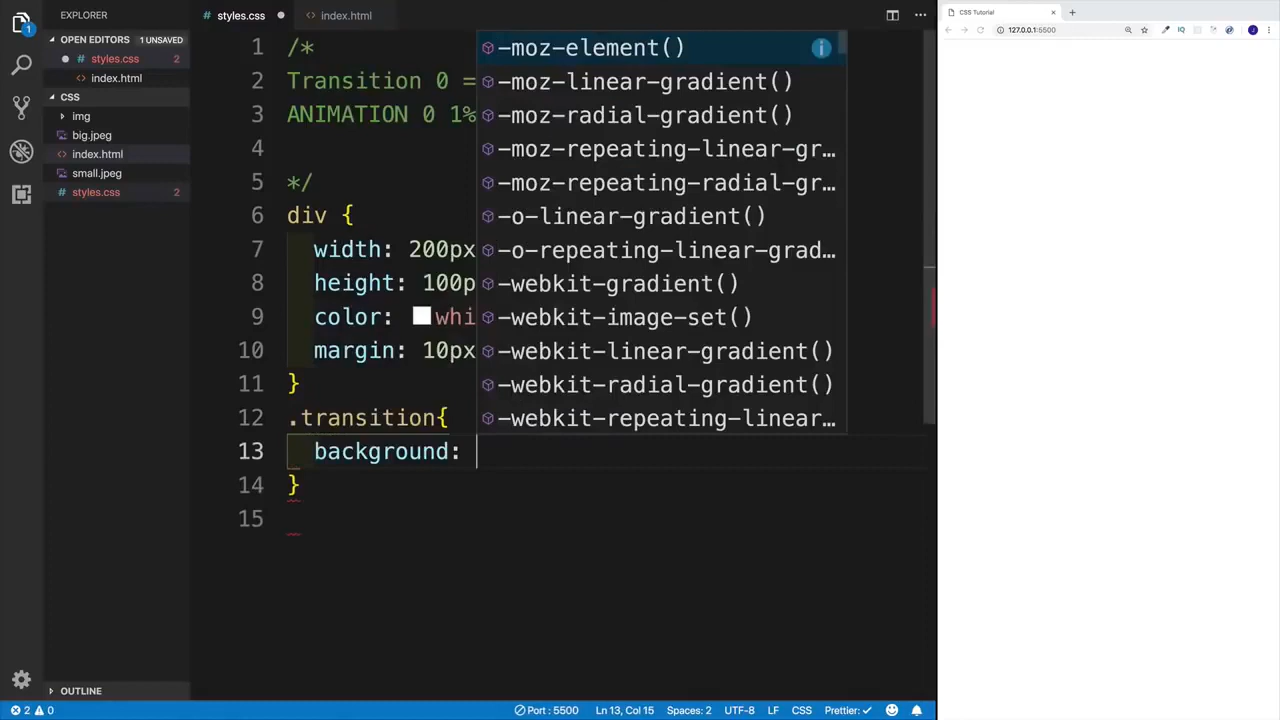 EXPLORER
OPEN EDITORS 1 UNSAVED
styles.css 2
index.html
CSS
img
big.jpeg
index.html
small.jpeg
styles.css 2
OUTLINE
styles.css
index.html
1 /*
2 Transition 0 =
3 ANIMATION 0 1%
4
5 */
6 div {
7 width: 200px
8 height: 100p
9 color: whi
10 margin: 10px
11 }
12 .transition{
13 background:
14 }
15
-moz-element()
-moz-linear-gradient()
-moz-radial-gradient()
-moz-repeating-linear-gr…
-moz-repeating-radial-gr…
-o-linear-gradient()
-o-repeating-linear-grad…
-webkit-gradient()
-webkit-image-set()
-webkit-linear-gradient()
-webkit-radial-gradient()
-webkit-repeating-linear…
CSS Tutorial
127.0.0.1:5500
IQ
J
2 0 Port : 5500 Ln 13, Col 15 Spaces: 2 UTF-8 LF CSS Prettier: ✓